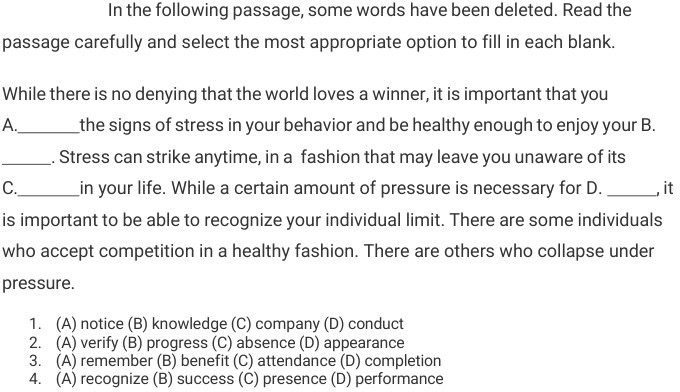 In the following passage, some words have been deleted. Read the
passage carefully and select the most appropriate option to fill in each blank.
While there is no denying that the world loves a winner, it is important that you
A.______the signs of stress in your behavior and be healthy enough to enjoy your B.
_____. Stress can strike anytime, in a fashion that may leave you unaware of its
C.______in your life. While a certain amount of pressure is necessary for D. _____, it
is important to be able to recognize your individual limit. There are some individuals
who accept competition in a healthy fashion. There are others who collapse under
pressure.
1. (A) notice (B) knowledge (C) company (D) conduct
2. (A) verify (B) progress (C) absence (D) appearance
3. (A) remember (B) benefit (C) attendance (D) completion
4. (A) recognize (B) success (C) presence (D) performance